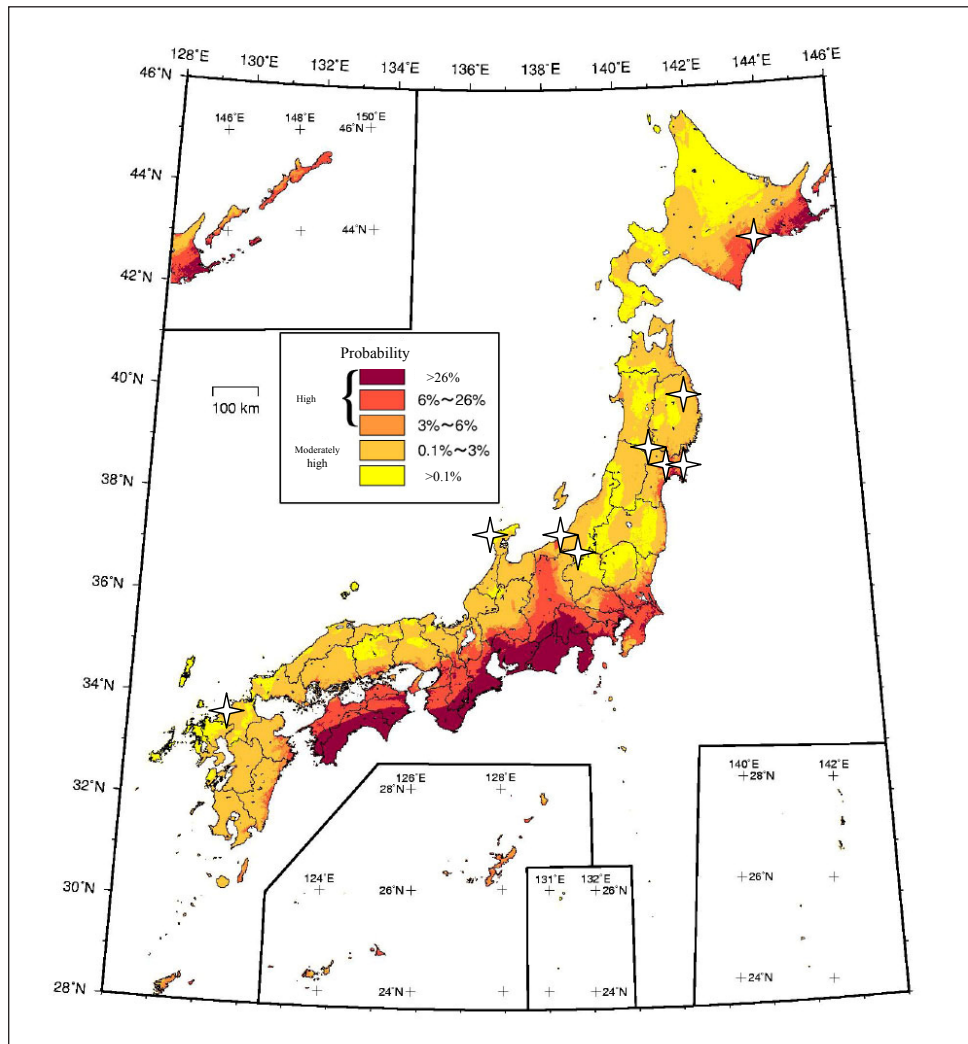 128°E 130°E 132°E 134°E 136°E 138°E 140°E 142°E 144°E 146°E
46°N
146°E 148°E 150°E
46°N
44°N
44°N
42°N
40°N
38°N
36°N
34°N
32°N
30°N
28°N
100 km
Probability
High
>26%
6%～26%
3%～6%
Moderately
high
0.1%～3%
>0.1%
126°E 128°E
28°N
124°E
26°N
24°N
131°E 132°E
26°N
24°N
140°E 142°E
28°N
26°N
24°N